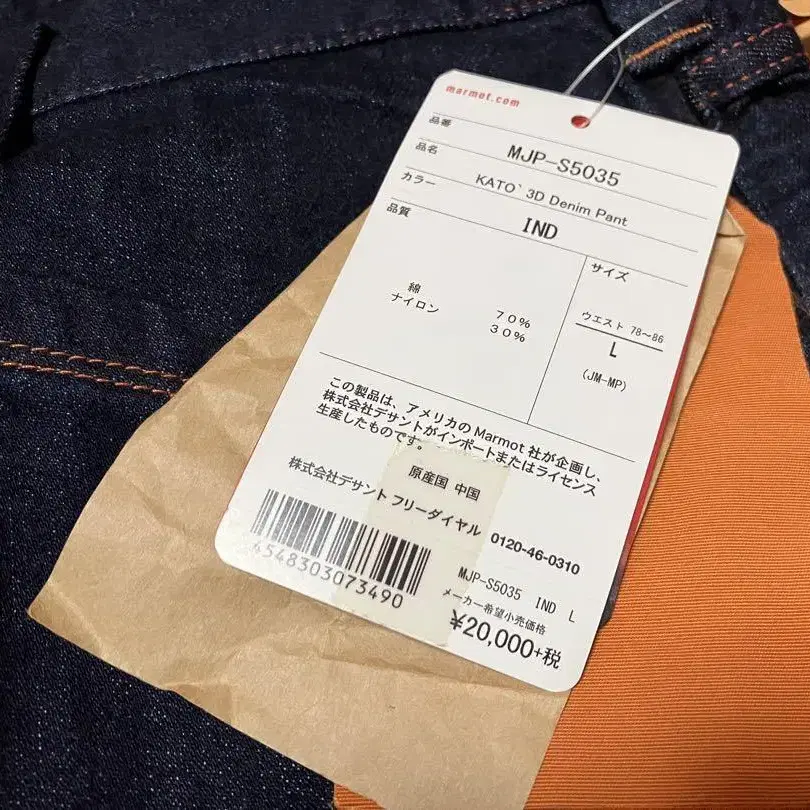 marmot.com
品番
MJP-S5035
品名
KATO` 3D Denim Pant
カラー
IND
品質
サイズ
綿 70%
ナイロン 30%
ウエスト 78~86
L
(JM-MP)
この製品は、アメリカのMarmot社が企画し、
株式会社デサントがインポートまたはライセンス
生産したものです。
原産国 中国
株式会社デサント フリーダイヤル 0120-46-0310
4548303073490
MJP-S5035 IND L
メーカー希望小売価格
¥20,000+税